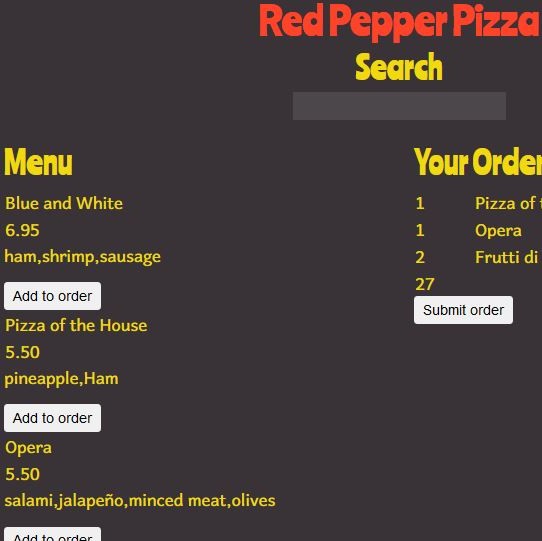 Red Pepper Pizza
Search
Menu
Blue and White
6.95
ham,shrimp,sausage
Add to order
Pizza of the House
5.50
pineapple,Ham
Add to order
Opera
5.50
salami,jalapeño,minced meat,olives
Add to order
Your Order
1 Pizza of
1 Opera
2 Frutti di
27
Submit order